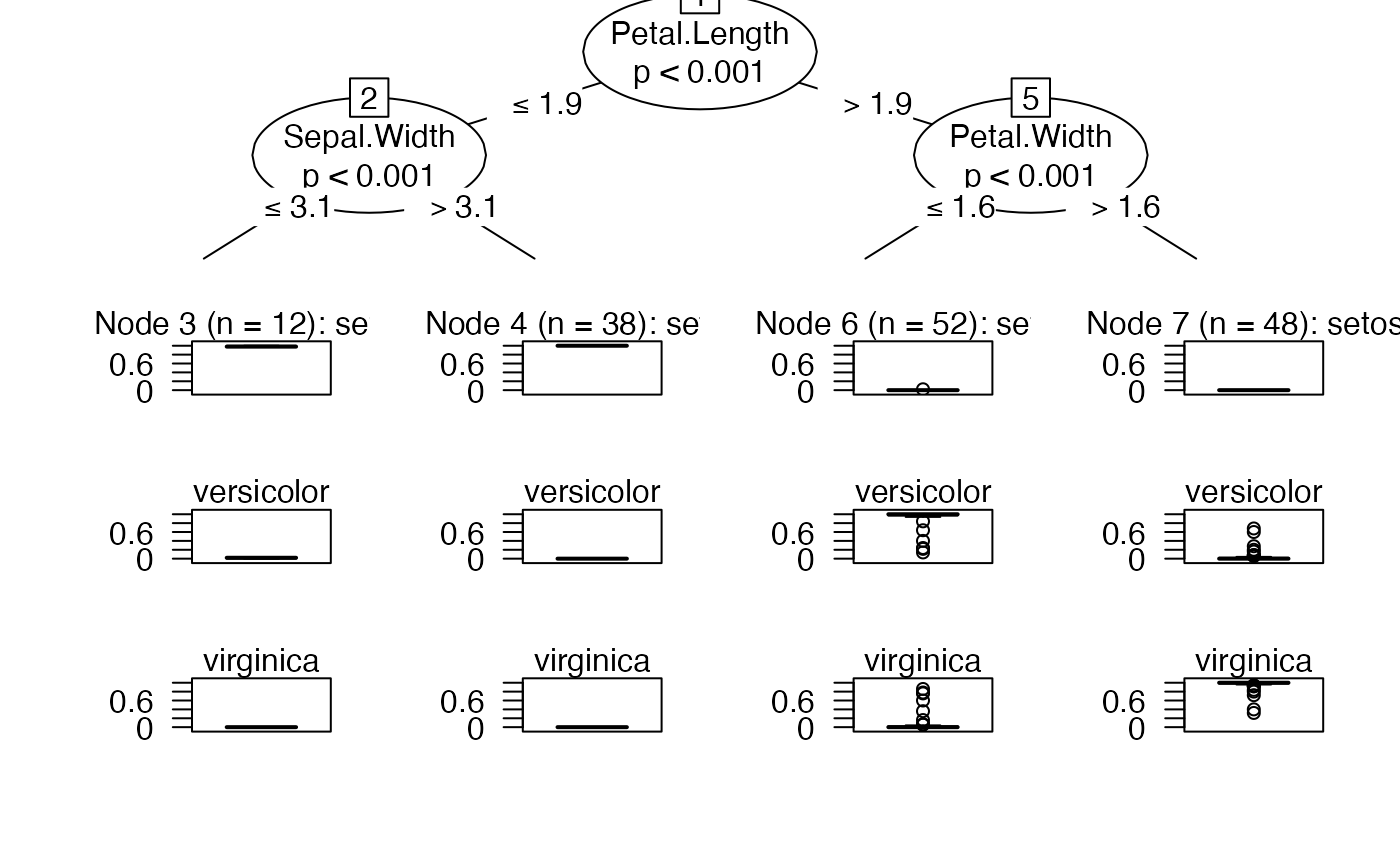 1
Petal.Length
p < 0.001
≤ 1.9 > 1.9
2 5
Sepal.Width Petal.Width
p < 0.001 p < 0.001
≤ 3.1 > 3.1 ≤ 1.6 > 1.6
Node 3 (n = 12): se Node 4 (n = 38): se Node 6 (n = 52): se Node 7 (n = 48): setos
0.6 0.6 0.6 0.6
0 0 0 0
versicolor versicolor versicolor versicolor
0.6 0.6 0.6 0.6
0 0 0 0
virginica virginica virginica virginica
0.6 0.6 0.6 0.6
0 0 0 0